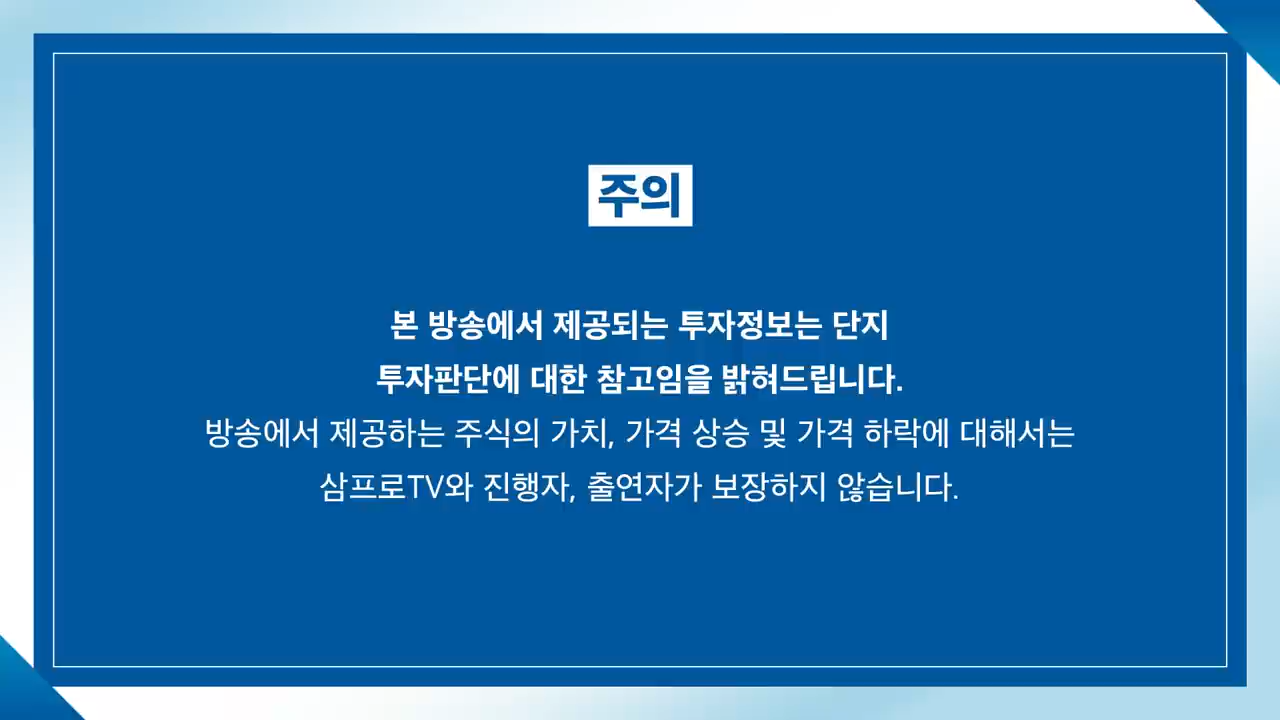 주의
본 방송에서 제공되는 투자정보는 단지
투자판단에 대한 참고임을 밝혀드립니다.
방송에서 제공하는 주식의 가치, 가격 상승 및 가격 하락에 대해서는
삼프로TV와 진행자, 출연자가 보장하지 않습니다.